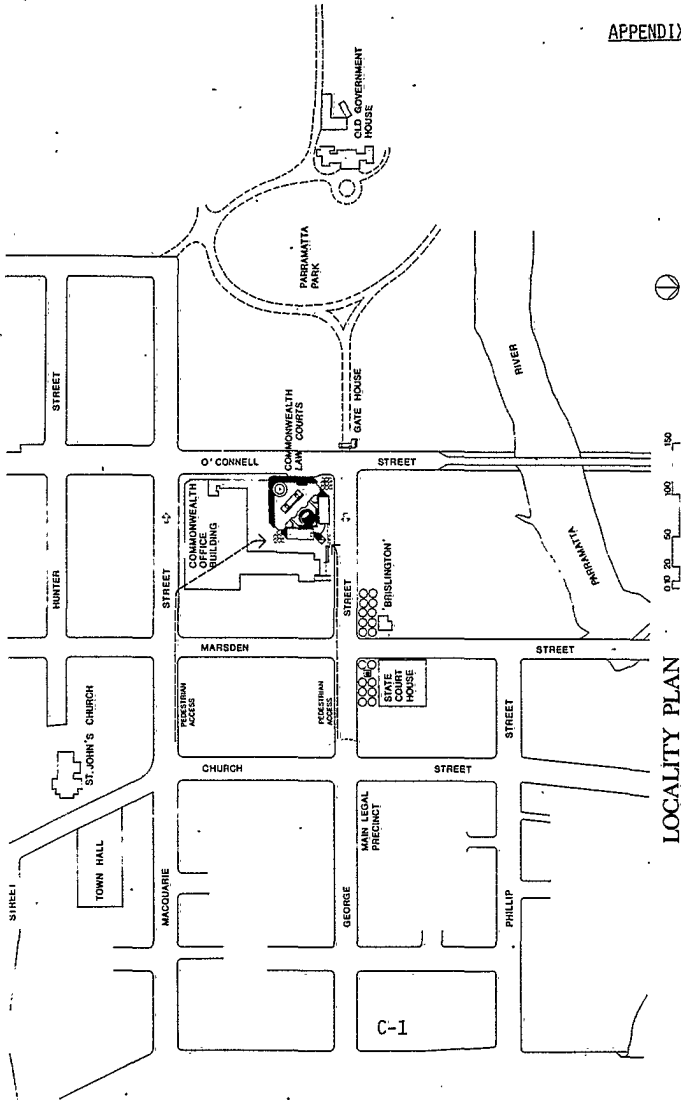 APPENDIX
OLD GOVERNMENT
HOUSE
PARRAMATTA
PARK
GATE HOUSE
COMMONWEALTH
LAW COURTS
O'CONNELL
STREET
STREET
RIVER
PARRAMATTA
HUNTER
STREET
COMMONWEALTH
OFFICE
BUILDING
STREET
'BRISLINGTON'
MARSDEN
STREET
ST. JOHN'S CHURCH
PEDESTRIAN
ACCESS
PEDESTRIAN
ACCESS
STATE
COURT
HOUSE
STREET
CHURCH
STREET
STREET
TOWN HALL
MACQUARIE
GEORGE
MAIN LEGAL
PRECINCT
PHILLIP
0 10 20 50 100 150
LOCALITY PLAN
C-1